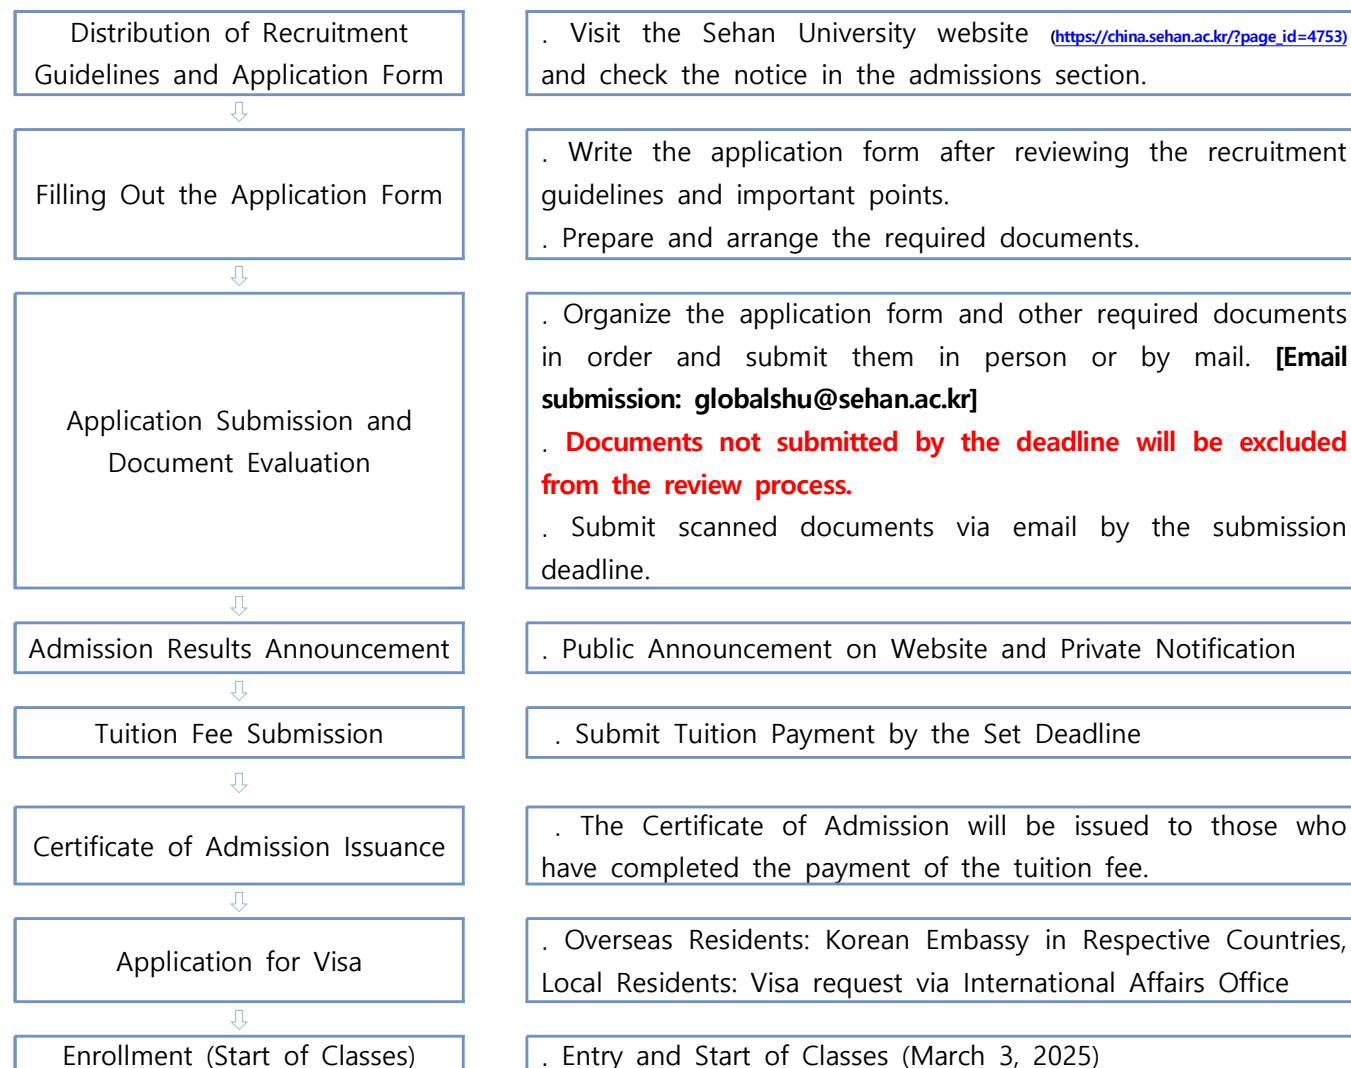 Distribution of Recruitment
Guidelines and Application Form
. Visit the Sehan University website (https://china.sehan.ac.kr/?page_id=4753)
and check the notice in the admissions section.
Filling Out the Application Form
. Write the application form after reviewing the recruitment
guidelines and important points.
. Prepare and arrange the required documents.
Application Submission and
Document Evaluation
. Organize the application form and other required documents
in order and submit them in person or by mail. [Email
submission: globalshu@sehan.ac.kr]
. Documents not submitted by the deadline will be excluded
from the review process.
. Submit scanned documents via email by the submission
deadline.
Admission Results Announcement
. Public Announcement on Website and Private Notification
Tuition Fee Submission
. Submit Tuition Payment by the Set Deadline
Certificate of Admission Issuance
. The Certificate of Admission will be issued to those who
have completed the payment of the tuition fee.
Application for Visa
. Overseas Residents: Korean Embassy in Respective Countries,
Local Residents: Visa request via International Affairs Office
Enrollment (Start of Classes)
. Entry and Start of Classes (March 3, 2025)